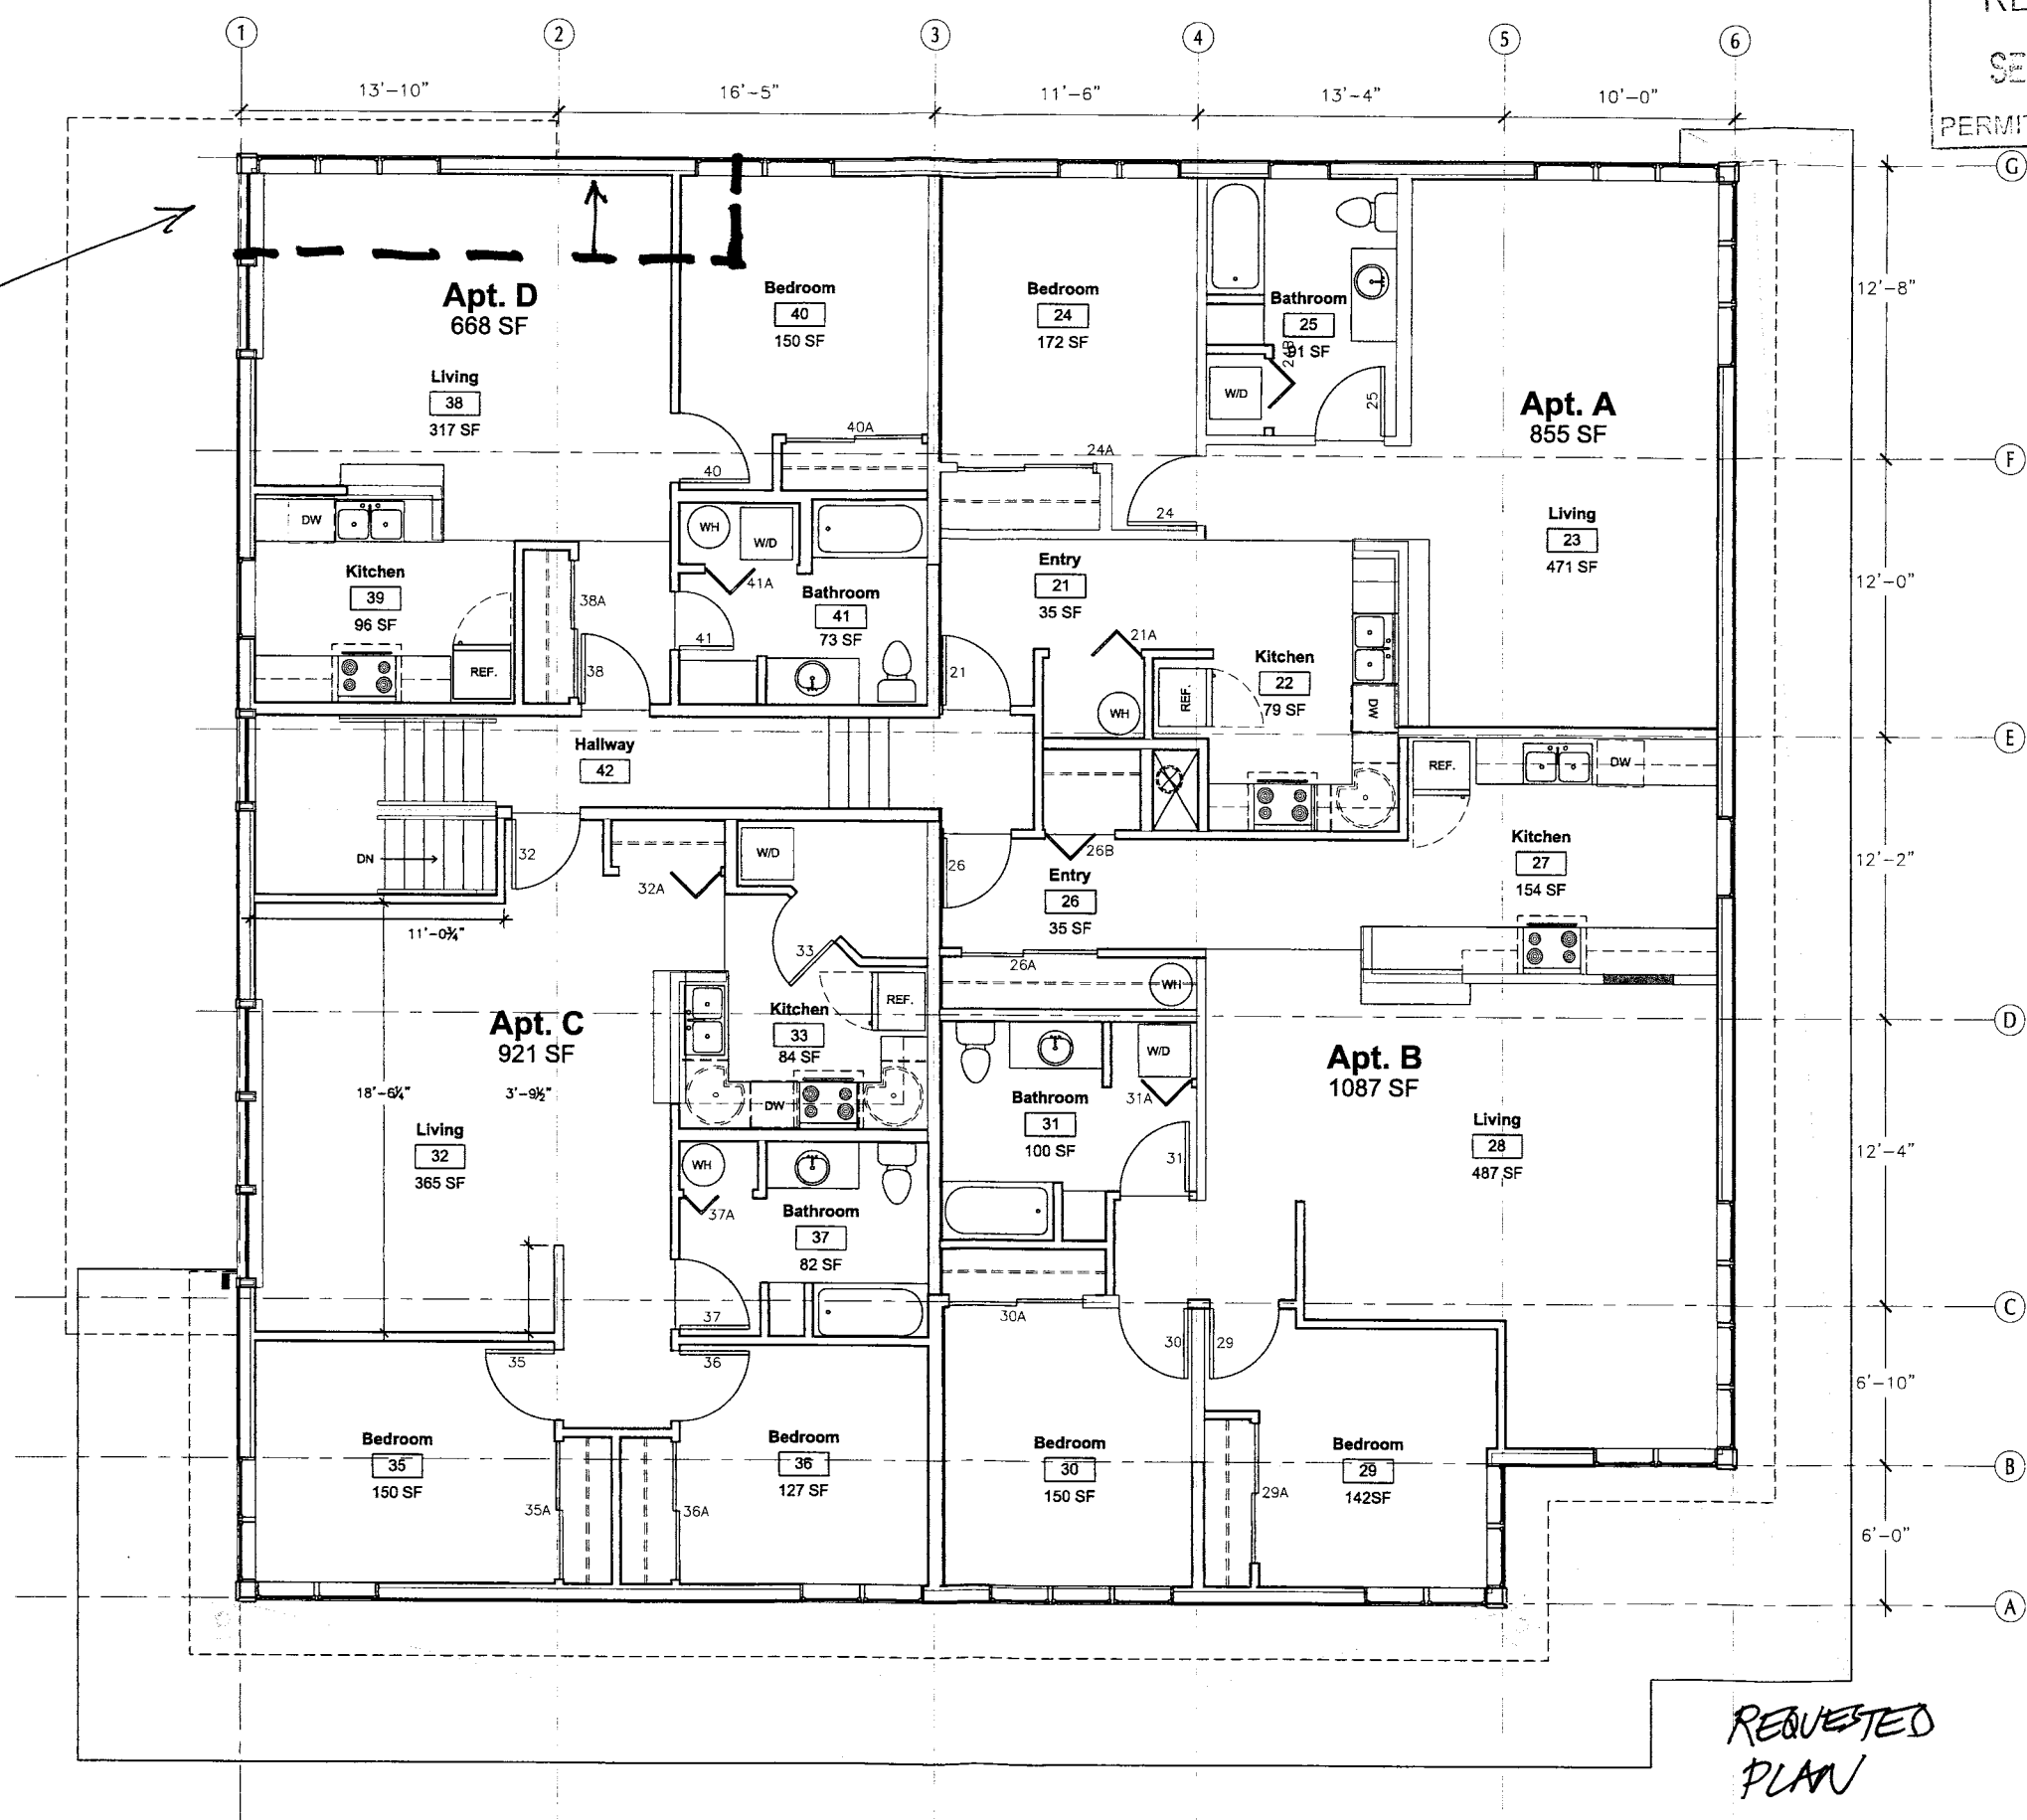 1
2
3
4
5
6
13'-10"
16'-5"
11'-6"
13'-4"
10'-0"
PERMIT
G
12'-8"
F
12'-0"
E
12'-2"
D
12'-4"
C
6'-10"
B
6'-0"
A
Apt. D
668 SF
Living
38
317 SF
Bedroom
40
150 SF
40A
40
DW
Kitchen
39
96 SF
REF.
38A
38
WH
W/D
41A
41
Bathroom
41
73 SF
Bedroom
24
172 SF
24A
24
Bathroom
25
91 SF
24B
W/D
25
Apt. A
855 SF
Living
23
471 SF
Entry
21
35 SF
21A
21
WH
REF.
Kitchen
22
79 SF
DW
Hallway
42
DN
32
32A
W/D
11'-0¾"
26
26B
Entry
26
35 SF
26A
WH
REF.
DW
Kitchen
27
154 SF
Apt. C
921 SF
18'-6¼"
3'-9½"
Living
32
365 SF
33
Kitchen
33
84 SF
REF.
DW
WH
37A
Bathroom
37
82 SF
37
W/D
31A
Bathroom
31
100 SF
31
Apt. B
1087 SF
Living
28
487 SF
30A
30
29
35
36
Bedroom
35
150 SF
35A
36A
Bedroom
36
127 SF
Bedroom
30
150 SF
29A
Bedroom
29
142SF
REQUESTED
PLAN